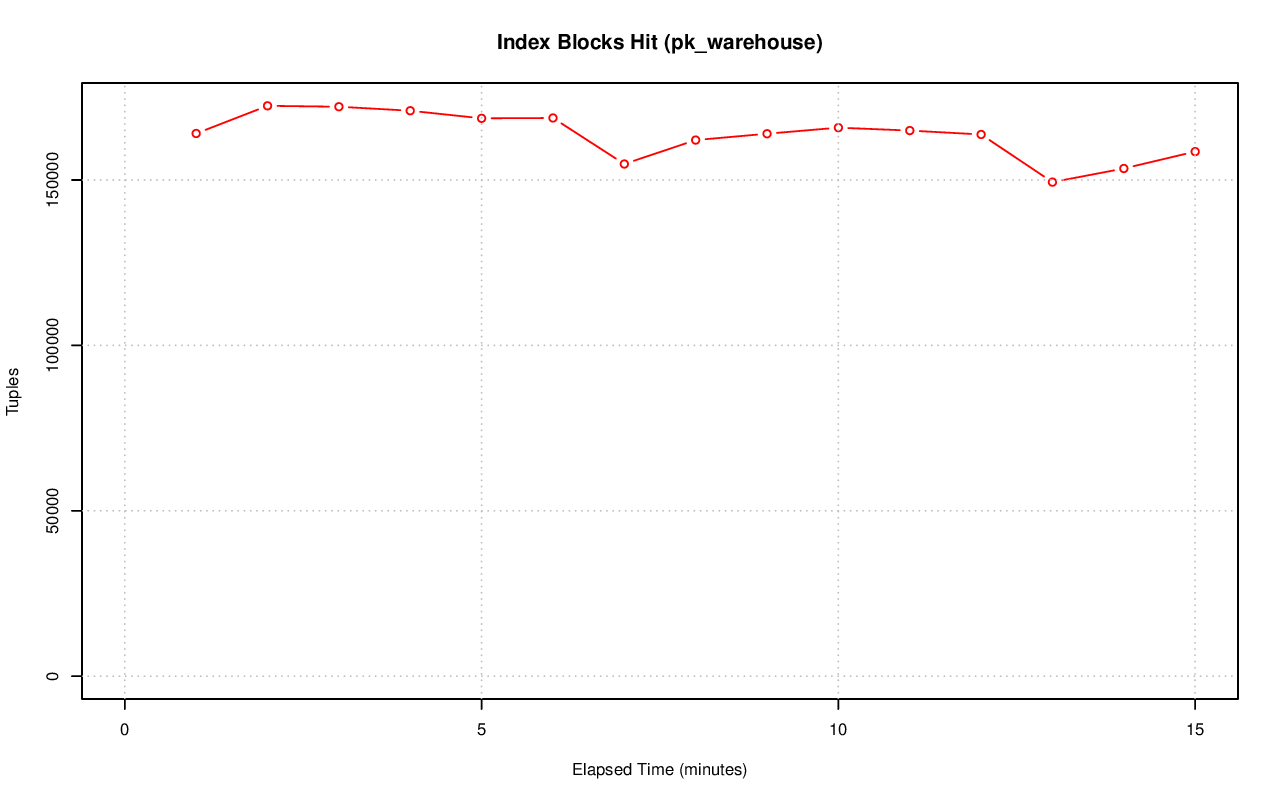 Index Blocks Hit (pk_warehouse)
150000
100000
50000
0
Tuples
0 5 10 15
Elapsed Time (minutes)